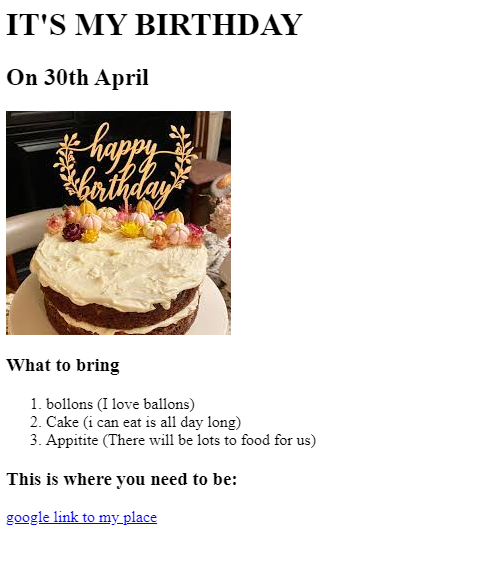 IT'S MY BIRTHDAY
On 30th April
happy
birthday
What to bring
1. bollons (I love ballons)
2. Cake (i can eat is all day long)
3. Appitite (There will be lots to food for us)
This is where you need to be:
google link to my place